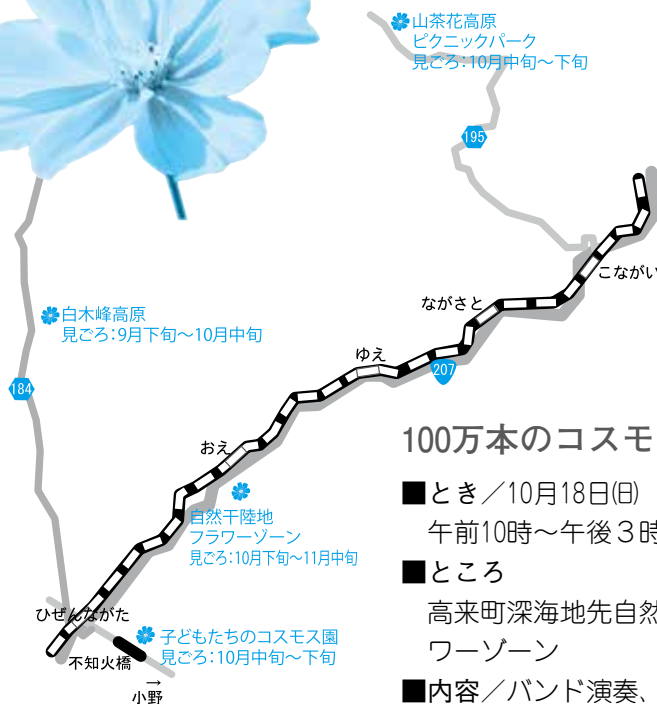 山茶花高原
ピクニックパーク
見ごろ：10月中旬～下旬
195
こながい
ながさと
白木峰高原
見ごろ：9月下旬～10月中旬
ゆえ
207
184
おえ
自然干陸地
フラワーゾーン
見ごろ：10月下旬～11月中旬
ひぜんながた
子どもたちのコスモス園
見ごろ：10月中旬～下旬
不知火橋
→
小野
100万本のコスモ
■とき／10月18日㈰
午前10時～午後３時
■ところ
高来町深海地先自然
ワーゾーン
■内容／バンド演奏、